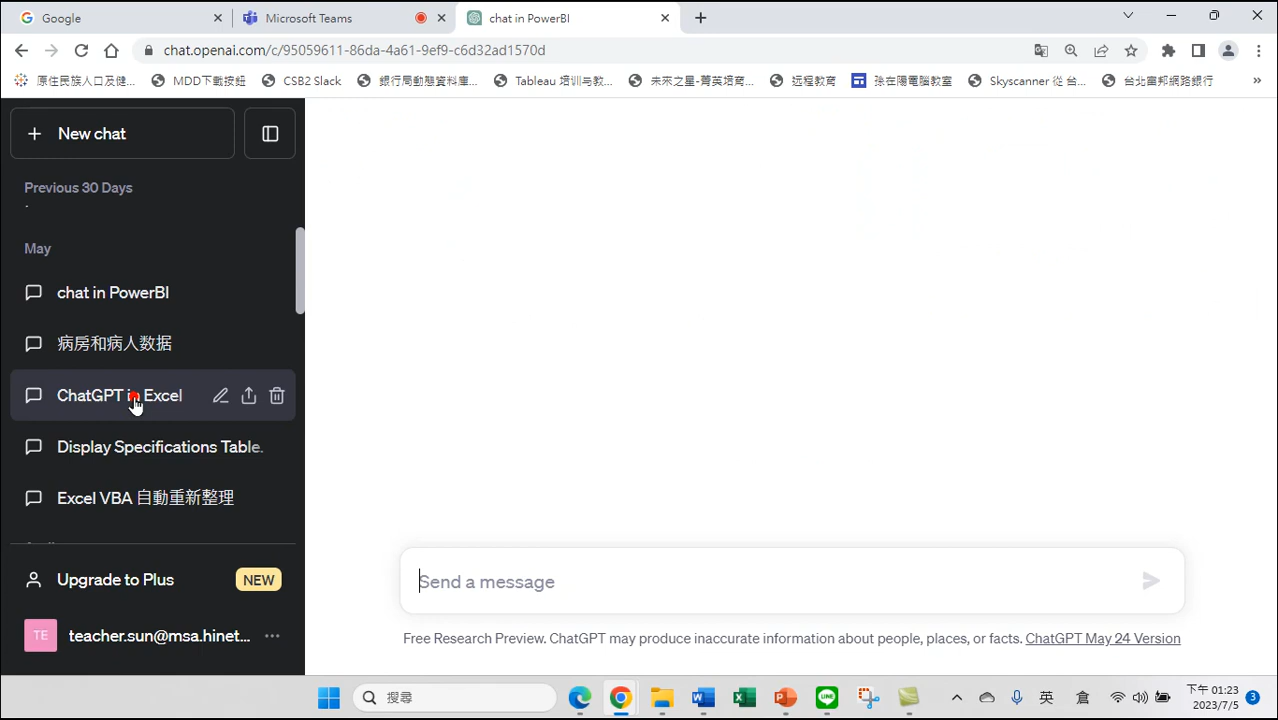 Google
Microsoft Teams
chat in PowerBI
chat.openai.com/c/95059611-86da-4a61-9ef9-c6d32ad1570d
原住民族人口及健...
MDD下載按鈕
CSB2 Slack
銀行局動態資料庫...
Tableau 培训与教...
未來之星-菁英培育...
远程教育
孫在陽電腦教室
Skyscanner 從 台...
台北富邦網路銀行
»
New chat
Previous 30 Days
May
chat in PowerBI
病房和病人数据
ChatGPT in Excel
Display Specifications Table.
Excel VBA 自動重新整理
Upgrade to Plus
NEW
TE
teacher.sun@msa.hinet...
Send a message
Free Research Preview. ChatGPT may produce inaccurate information about people, places, or facts. ChatGPT May 24 Version
搜尋
英
倉
下午 01:23
2023/7/5
3